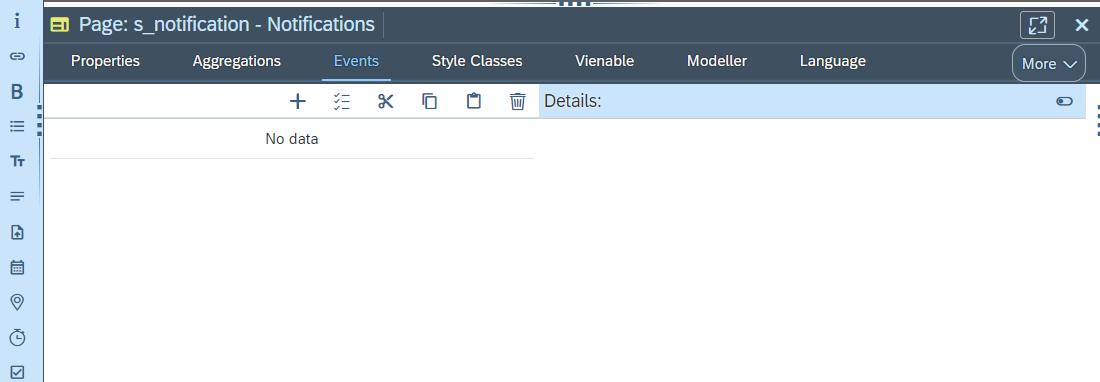 Page: s_notification - Notifications
Properties Aggregations Events Style Classes Vienable Modeller Language More
Details:
No data